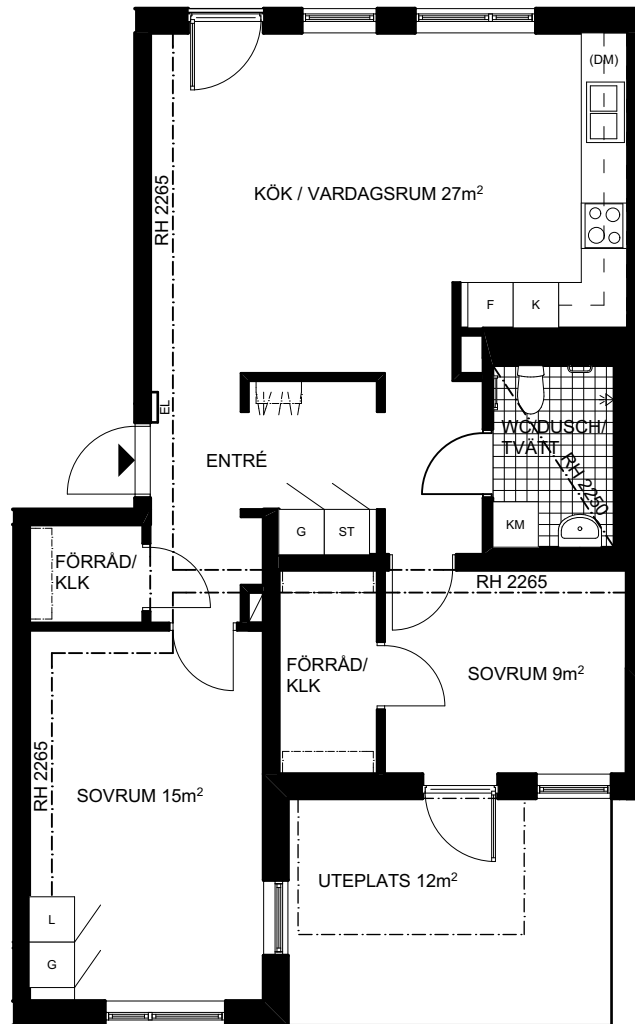 (DM)
RH 2265
KÖK / VARDAGSRUM 27m²
F
K
EL
WC/DUSCH/
TVÄTT
RH 2250
ENTRÉ
G
ST
KM
FÖRRÅD/
KLK
RH 2265
FÖRRÅD/
KLK
SOVRUM 9m²
RH 2265
SOVRUM 15m²
UTEPLATS 12m²
L
G